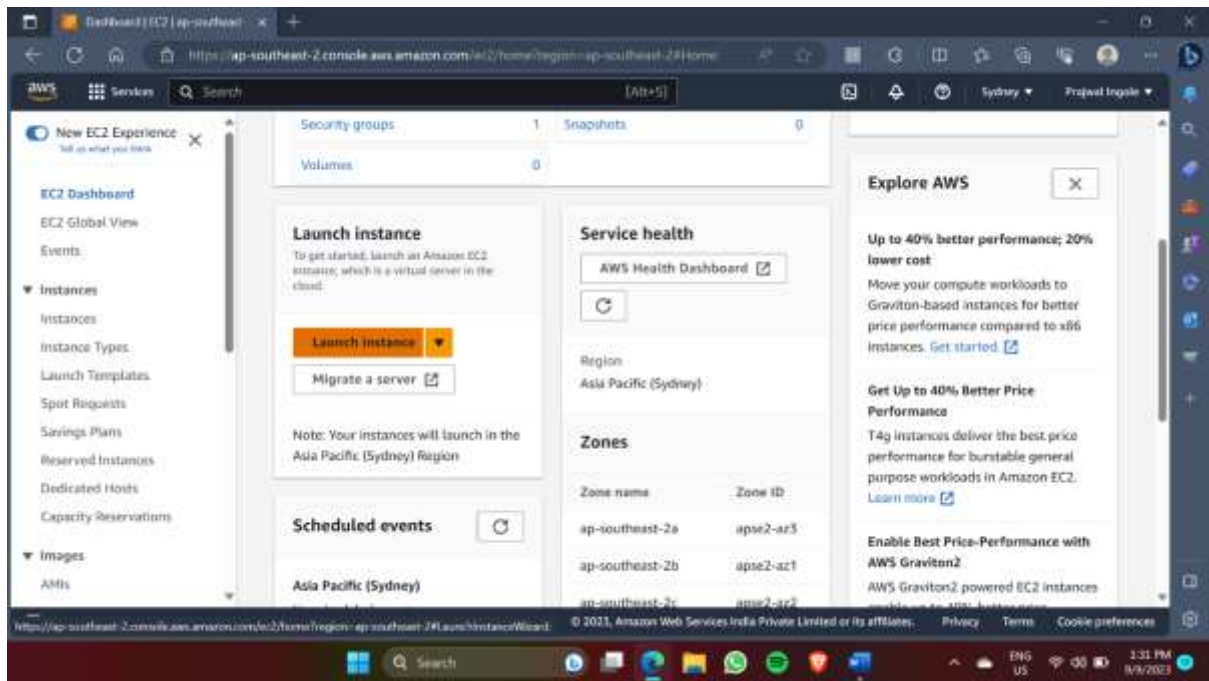 Dashboard | EC2 | ap-southeast
https://ap-southeast-2.console.aws.amazon.com/ec2/home?region=ap-southeast-2#Home:
aws
Services
Search
[Alt+S]
Sydney
Prajwal Ingole
New EC2 Experience
Tell us what you think
EC2 Dashboard
EC2 Global View
Events
Instances
Instances
Instance Types
Launch Templates
Spot Requests
Savings Plans
Reserved Instances
Dedicated Hosts
Capacity Reservations
Images
AMIs
Security groups 1
Snapshots 0
Volumes 0
Launch instance
To get started, launch an Amazon EC2
instance, which is a virtual server in the
cloud.
Launch instance
Migrate a server
Note: Your instances will launch in the
Asia Pacific (Sydney) Region
Scheduled events
Asia Pacific (Sydney)
Service health
AWS Health Dashboard
Region
Asia Pacific (Sydney)
Zones
Zone name Zone ID
ap-southeast-2a apse2-az3
ap-southeast-2b apse2-az1
ap-southeast-2c apse2-az2
Explore AWS
Up to 40% better performance; 20%
lower cost
Move your compute workloads to
Graviton-based instances for better
price performance compared to x86
instances. Get started.
Get Up to 40% Better Price
Performance
T4g instances deliver the best price
performance for burstable general
purpose workloads in Amazon EC2.
Learn more
Enable Best Price-Performance with
AWS Graviton2
AWS Graviton2 powered EC2 instances
https://ap-southeast-2.console.aws.amazon.com/ec2/home?region=ap-southeast-2#LaunchInstanceWizard:
© 2023, Amazon Web Services India Private Limited or its affiliates.
Privacy
Terms
Cookie preferences
Search
ENG
US
1:31 PM
9/9/2023